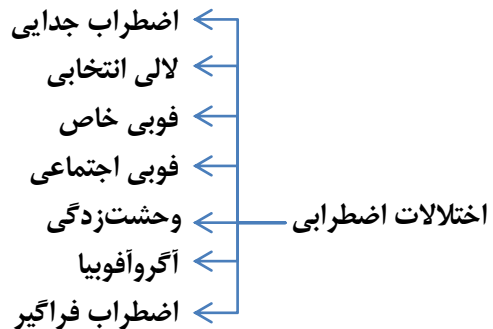 اضطراب جدایی
لالی انتخابی
فوبی خاص
فوبی اجتماعی
اختلالات اضطرابی
وحشت‌زدگی
آگروآفوبیا
اضطراب فراگیر